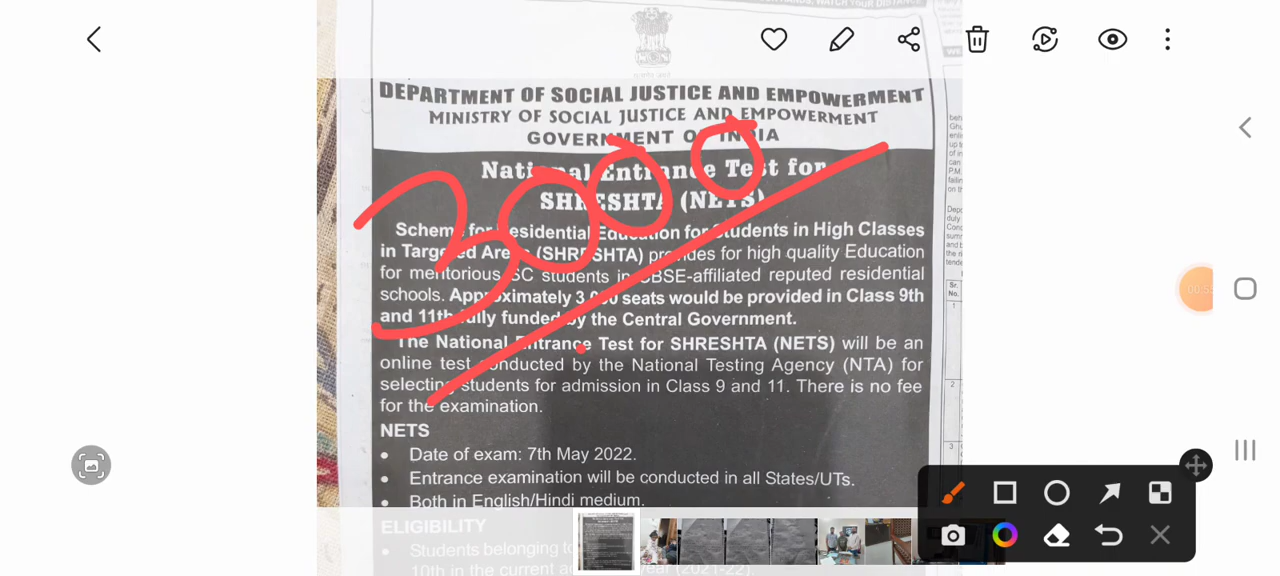 DEPARTMENT OF SOCIAL JUSTICE AND EMPOWERMENT
MINISTRY OF SOCIAL JUSTICE AND EMPOWERMENT
GOVERNMENT OF INDIA
National Entrance Test for
SHRESHTA (NETS)
3000
Scheme for Residential Education for Students in High Classes
in Targeted Areas (SHRESHTA) provides for high quality Education
for meritorious SC students in CBSE-affiliated reputed residential
schools. Approximately 3,000 seats would be provided in Class 9th
and 11th fully funded by the Central Government.
The National Entrance Test for SHRESHTA (NETS) will be an
online test conducted by the National Testing Agency (NTA) for
selecting students for admission in Class 9 and 11. There is no fee
for the examination.
NETS
• Date of exam: 7th May 2022.
• Entrance examination will be conducted in all States/UTs.
• Both in English/Hindi medium.
ELIGIBILITY
• Students belonging to
10th in the current year (2021-22)
Sr.
No.
1
2
3